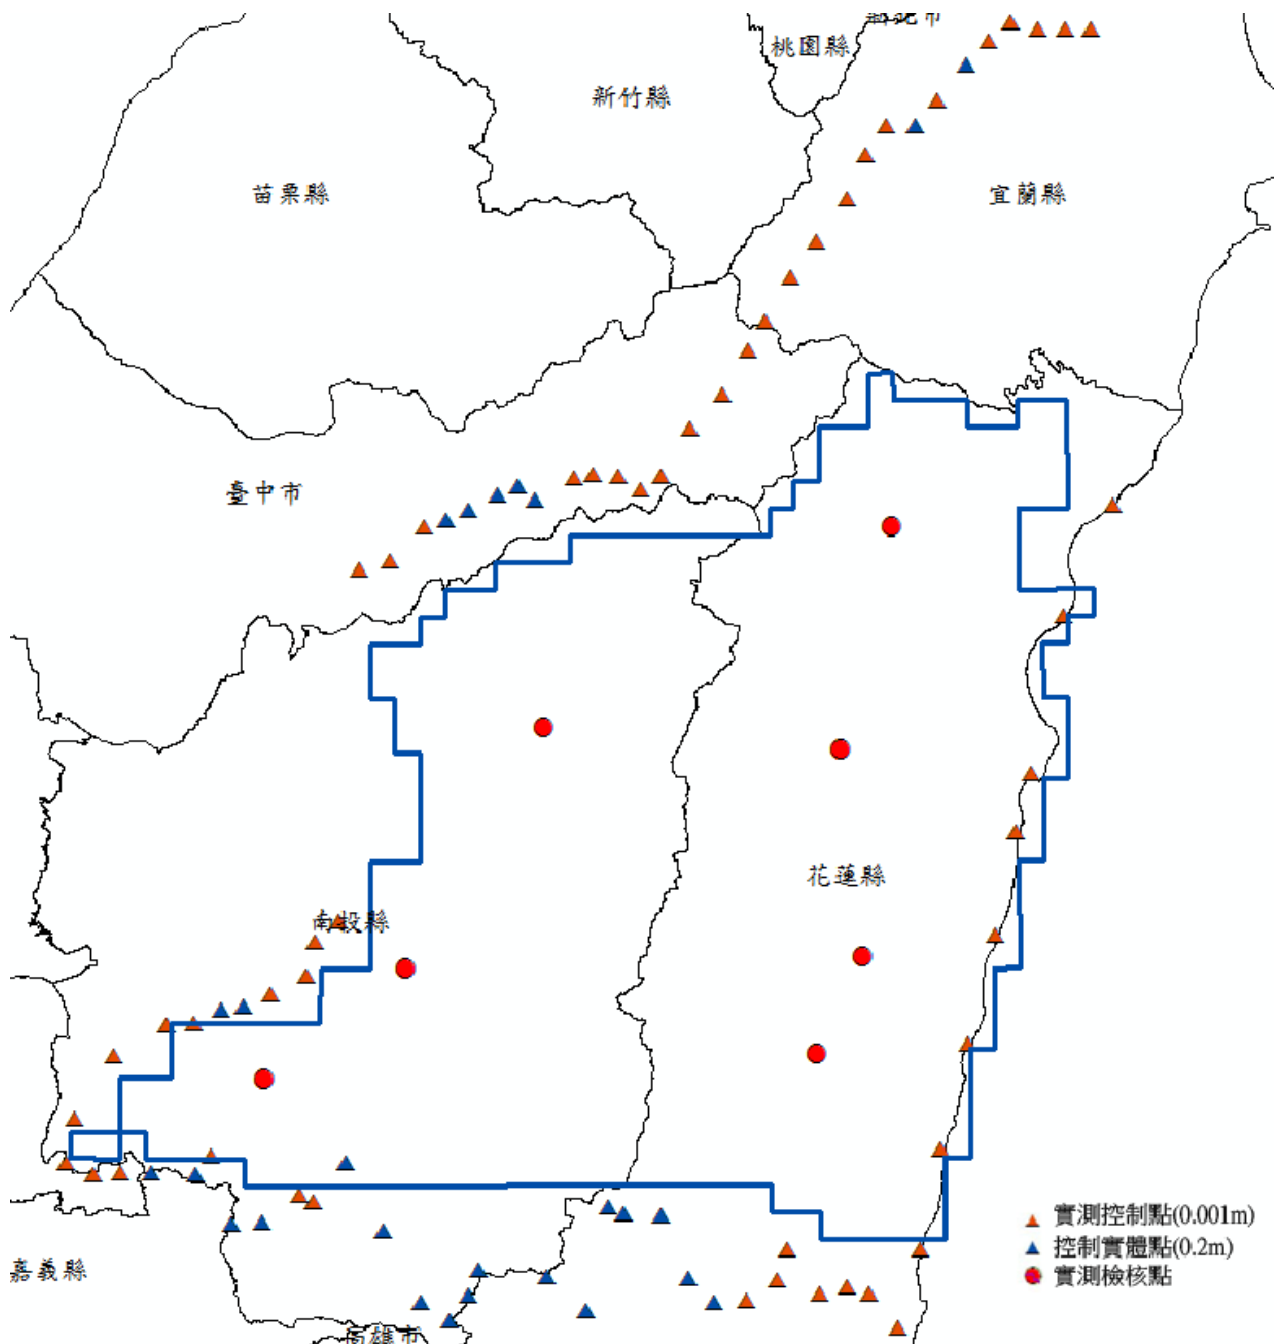 桃園縣
新竹縣
苗栗縣
宜蘭縣
臺中市
花蓮縣
南投縣
實測控制點(0.001m)
控制實體點(0.2m)
實測檢核點
嘉義縣
高雄市